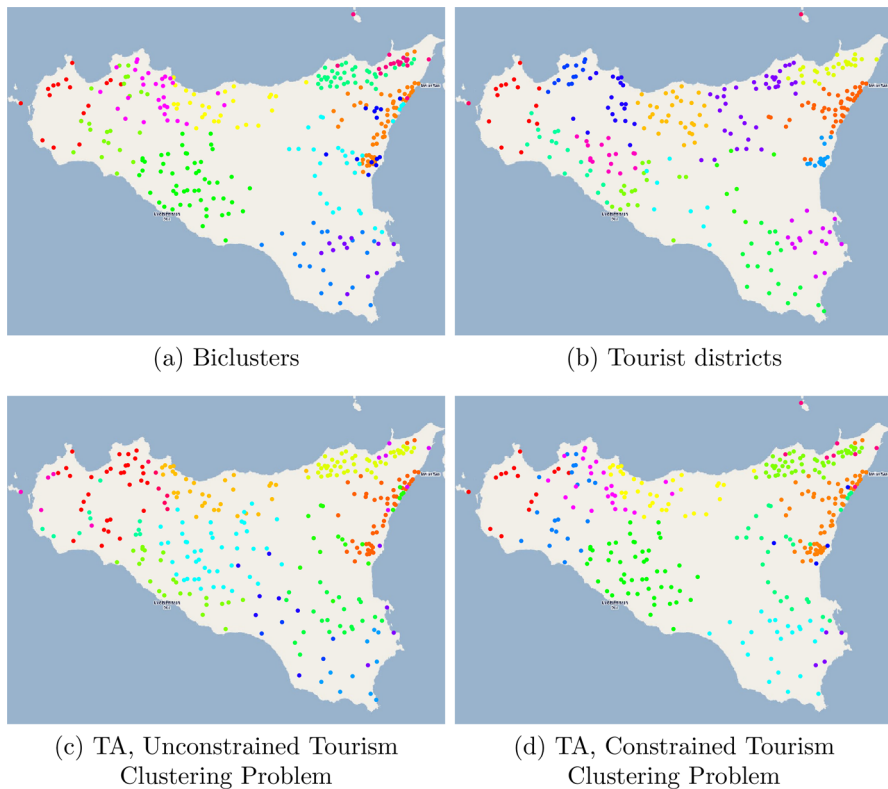 (a) Biclusters
(b) Tourist districts
(c) TA, Unconstrained Tourism
Clustering Problem
(d) TA, Constrained Tourism
Clustering Problem